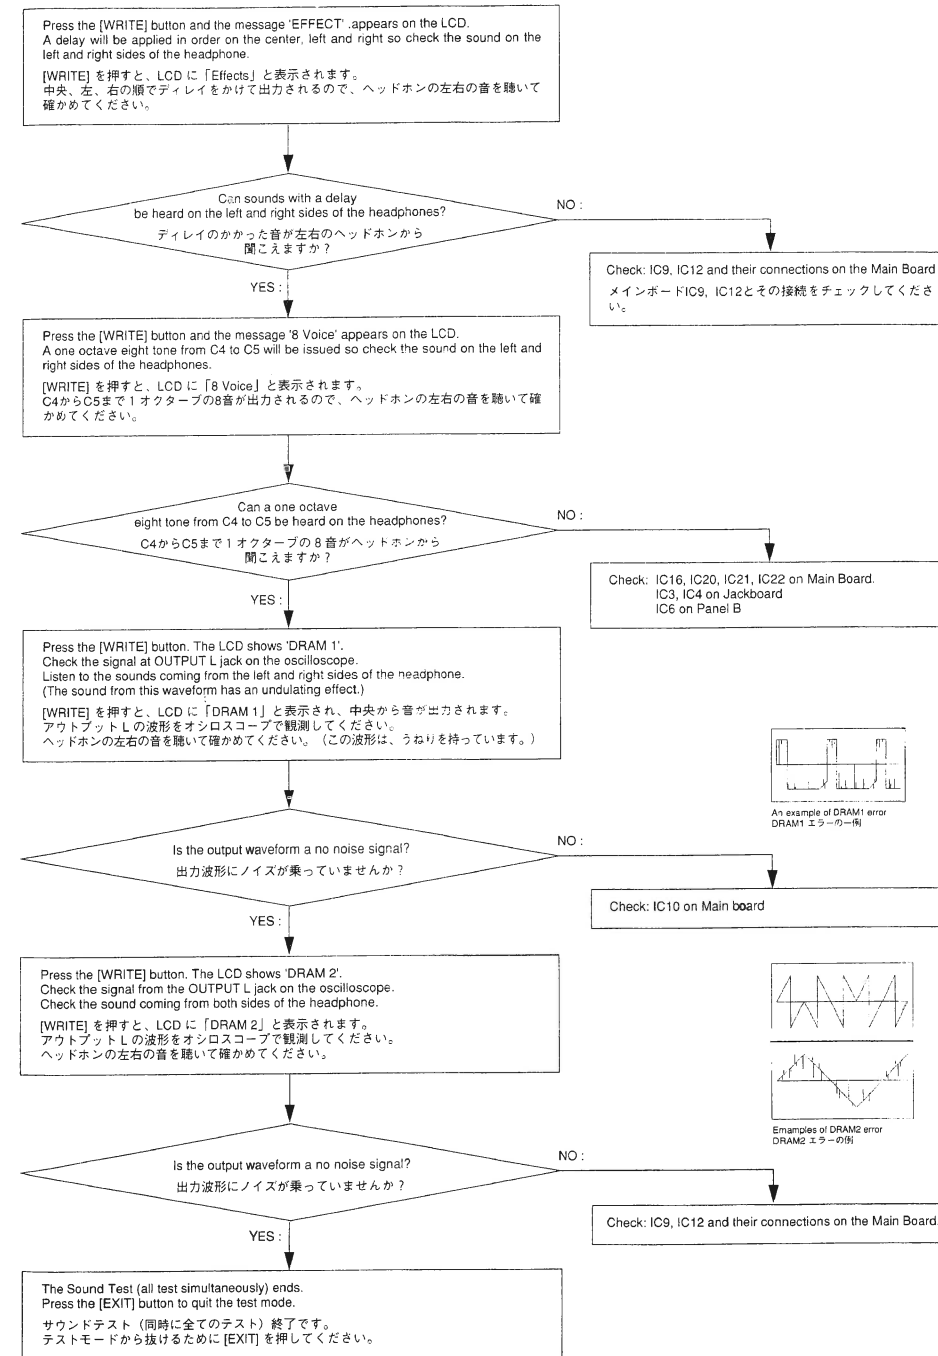 Press the [WRITE] button and the message 'EFFECT' .appears on the LCD.
A delay will be applied in order on the center, left and right so check the sound on the
left and right sides of the headphone.
[WRITE] を押すと、LCD に「Effects」と表示されます。
中央、左、右の順でディレイをかけて出力されるので、ヘッドホンの左右の音を聴いて
確かめてください。
Can sounds with a delay
be heard on the left and right sides of the headphones?
ディレイのかかった音が左右のヘッドホンから
聞こえますか？
NO :
Check: IC9, IC12 and their connections on the Main Board
メインボードIC9, IC12とその接続をチェックしてくださ
い。
YES :
Press the [WRITE] button and the message '8 Voice' appears on the LCD.
A one octave eight tone from C4 to C5 will be issued so check the sound on the left and
right sides of the headphones.
[WRITE] を押すと、LCD に「8 Voice」と表示されます。
C4からC5まで1オクターブの8音が出力されるので、ヘッドホンの左右の音を聴いて確
かめてください。
Can a one octave
eight tone from C4 to C5 be heard on the headphones?
C4からC5まで1オクターブの8音がヘッドホンから
聞こえますか？
NO :
Check: IC16, IC20, IC21, IC22 on Main Board.
IC3, IC4 on Jackboard
IC6 on Panel B
YES :
Press the [WRITE] button. The LCD shows 'DRAM 1'.
Check the signal at OUTPUT L jack on the oscilloscope.
Listen to the sounds coming from the left and right sides of the headphone.
(The sound from this waveform has an undulating effect.)
[WRITE] を押すと、LCD に「DRAM 1」と表示され、中央から音が出力されます。
アウトプット L の波形をオシロスコープで観測してください。
ヘッドホンの左右の音を聴いて確かめてください。（この波形は、うねりを持っています。）
An example of DRAM1 error
DRAM1 エラーの一例
Is the output waveform a no noise signal?
出力波形にノイズが乗っていませんか？
NO :
Check: IC10 on Main board
YES :
Press the [WRITE] button. The LCD shows 'DRAM 2'.
Check the signal from the OUTPUT L jack on the oscilloscope.
Check the sound coming from both sides of the headphone.
[WRITE] を押すと、LCD に「DRAM 2」と表示されます。
アウトプット L の波形をオシロスコープで観測してください。
ヘッドホンの左右の音を聴いて確かめてください。
Emamples of DRAM2 error
DRAM2 エラーの例
Is the output waveform a no noise signal?
出力波形にノイズが乗っていませんか？
NO :
Check: IC9, IC12 and their connections on the Main Board.
YES :
The Sound Test (all test simultaneously) ends.
Press the [EXIT] button to quit the test mode.
サウンドテスト（同時に全てのテスト）終了です。
テストモードから抜けるために [EXIT] を押してください。